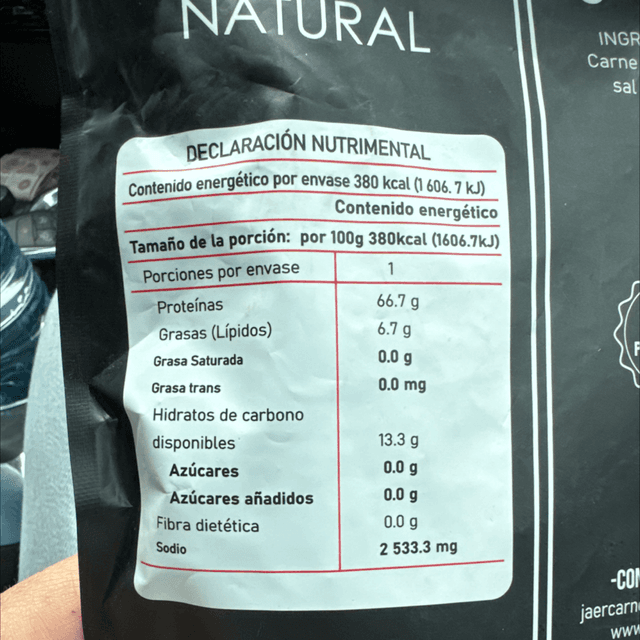 NATURAL
DECLARACIÓN NUTRIMENTAL
Contenido energético por envase 380 kcal (1 606. 7 kJ)
Contenido energético
Tamaño de la porción: por 100g 380kcal (1606.7kJ)
Porciones por envase 1
Proteínas 66.7 g
Grasas (Lípidos) 6.7 g
Grasa Saturada 0.0 g
Grasa trans 0.0 mg
Hidratos de carbono
disponibles 13.3 g
Azúcares 0.0 g
Azúcares añadidos 0.0 g
Fibra dietética 0.0 g
Sodio 2 533.3 mg
INGR
Carne
sal
-CON
jaercarn
www